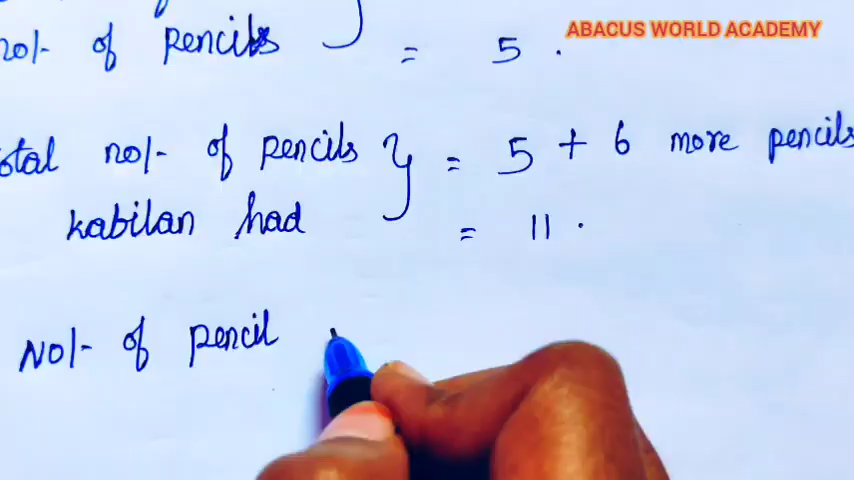 ABACUS WORLD ACADEMY
no/- of pencils } = 5 .
otal no/- of pencils } = 5 + 6 more pencils
kabilan had = 11 .
No/- of pencil